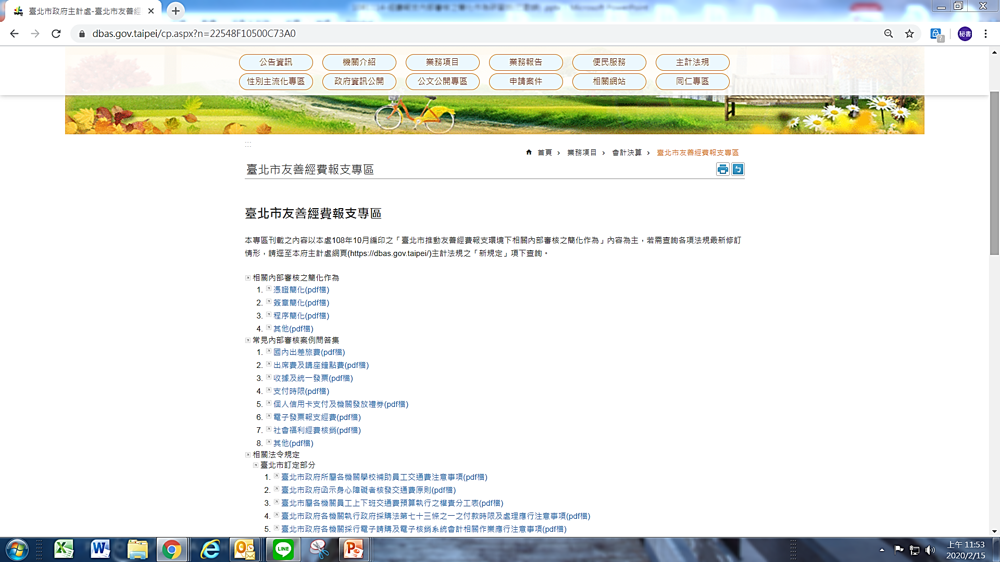 臺北市政府主計處-臺北市友善經
dbas.gov.taipei/cp.aspx?n=22548F10500C73A0
秘書
公告資訊 機關介紹 業務項目 業務報告 便民服務 主計法規
性別主流化專區 政府資訊公開 公文公開專區 申請案件 相關網站 同仁專區
:::
首頁 › 業務項目 › 會計決算 › 臺北市友善經費報支專區
臺北市友善經費報支專區
臺北市友善經費報支專區
本專區刊載之內容以本處108年10月編印之「臺北市推動友善經費報支環境下相關內部審核之簡化作為」內容為主，若需查詢各項法規最新修訂
情形，請逕至本府主計處網頁(https://dbas.gov.taipei/)主計法規之「新規定」項下查詢。
相關內部審核之簡化作為
1. 憑證簡化(pdf檔)
2. 簽章簡化(pdf檔)
3. 程序簡化(pdf檔)
4. 其他(pdf檔)
常見內部審核案例問答集
1. 國內出差旅費(pdf檔)
2. 出席費及講座鐘點費(pdf檔)
3. 收據及統一發票(pdf檔)
4. 支付時限(pdf檔)
5. 個人信用卡支付及機關發放禮券(pdf檔)
6. 電子發票報支經費(pdf檔)
7. 社會福利經費核銷(pdf檔)
8. 其他(pdf檔)
相關法令規定
臺北市訂定部分
1. 臺北市政府所屬各機關學校補助員工交通費注意事項(pdf檔)
2. 臺北市政府函示身心障礙者核發交通費原則(pdf檔)
3. 臺北市屬各機關員工上下班交通費預算執行之權責分工表(pdf檔)
4. 臺北市政府各機關執行政府採購法第七十三條之一之付款時限及處理應行注意事項(pdf檔)
5. 臺北市政府各機關採行電子請購及電子核銷系統會計相關作業應行注意事項(pdf檔)
LINE
上午 11:53
2020/2/15